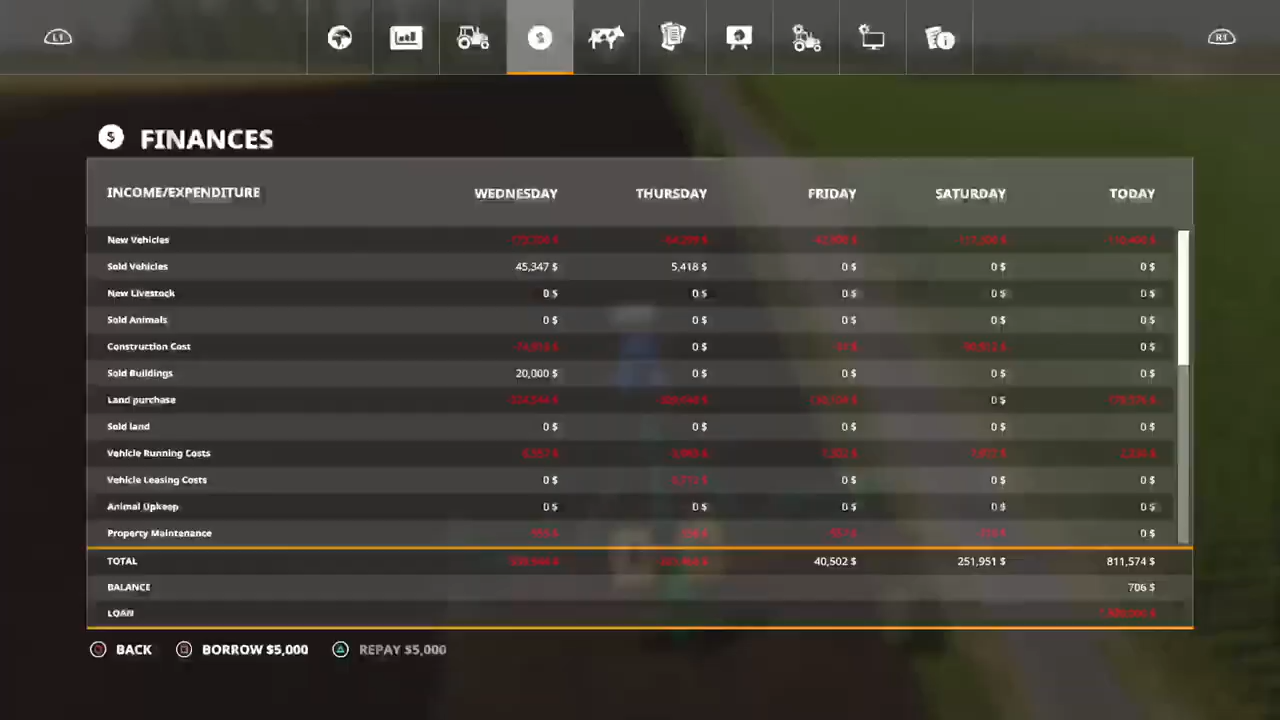 L1 R1
FINANCES
INCOME/EXPENDITURE WEDNESDAY THURSDAY FRIDAY SATURDAY TODAY
New Vehicles
Sold Vehicles 45,347 $ 5,418 $ 0 $ 0 $ 0 $
New Livestock 0 $ 0 $ 0 $ 0 $ 0 $
Sold Animals 0 $ 0 $ 0 $ 0 $ 0 $
Construction Cost 0 $ 0 $
Sold Buildings 20,000 $ 0 $ 0 $ 0 $ 0 $
Land purchase 0 $
Sold land 0 $ 0 $ 0 $ 0 $ 0 $
Vehicle Running Costs
Vehicle Leasing Costs 0 $ 0 $ 0 $ 0 $
Animal Upkeep 0 $ 0 $ 0 $ 0 $ 0 $
Property Maintenance 0 $
TOTAL 40,502 $ 251,951 $ 811,574 $
BALANCE 706 $
LOAN
BACK BORROW $5,000 REPAY $5,000